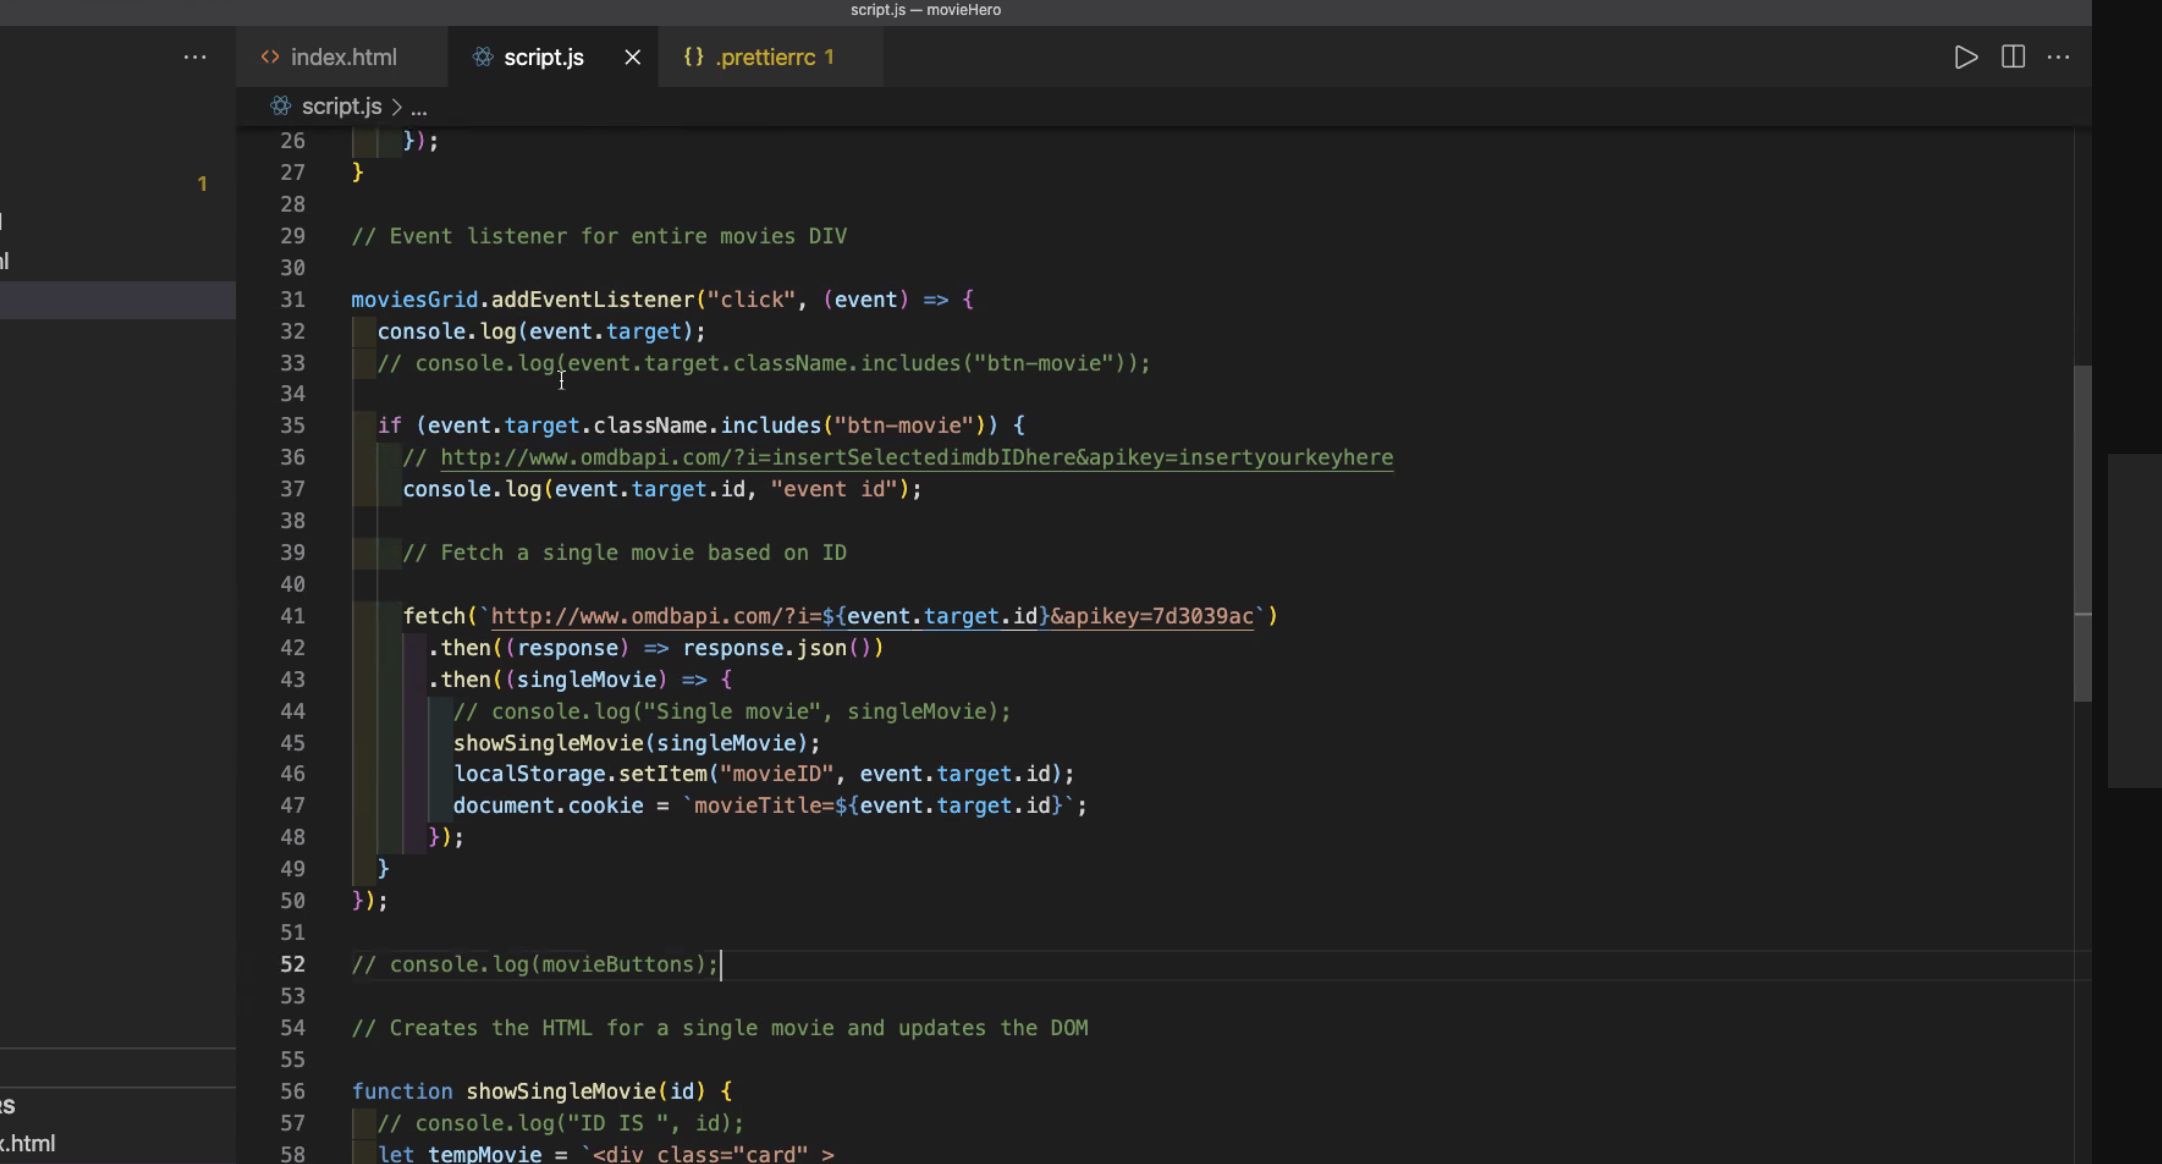 script.js — movieHero
index.html
script.js
{} .prettierrc 1
script.js > ...
1
26 });
27 }
28
29 // Event listener for entire movies DIV
30
31 moviesGrid.addEventListener("click", (event) => {
32 console.log(event.target);
33 // console.log(event.target.className.includes("btn-movie"));
34
35 if (event.target.className.includes("btn-movie")) {
36 // http://www.omdbapi.com/?i=insertSelectedimdbIDhere&apikey=insertyourkeyhere
37 console.log(event.target.id, "event id");
38
39 // Fetch a single movie based on ID
40
41 fetch(`http://www.omdbapi.com/?i=${event.target.id}&apikey=7d3039ac`)
42 .then((response) => response.json())
43 .then((singleMovie) => {
44 // console.log("Single movie", singleMovie);
45 showSingleMovie(singleMovie);
46 localStorage.setItem("movieID", event.target.id);
47 document.cookie = `movieTitle=${event.target.id}`;
48 });
49 }
50 });
51
52 // console.log(movieButtons);
53
54 // Creates the HTML for a single movie and updates the DOM
55
56 function showSingleMovie(id) {
57 // console.log("ID IS ", id);
58 let tempMovie = `<div class="card" >
.html